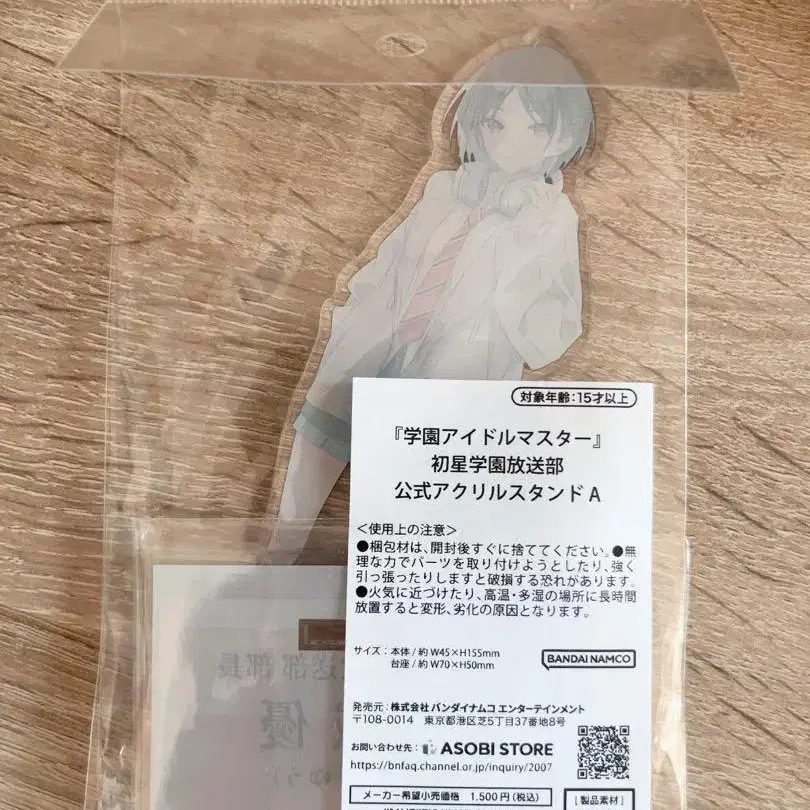 対象年齢:15才以上
『学園アイドルマスター』
初星学園放送部
公式アクリルスタンド A
<使用上の注意>
●梱包材は、開封後すぐに捨ててください。●無
理な力でパーツを取り付けようとしたり、強く
引っ張ったりしますと破損する恐れがあります。
●火気に近づけたり、高温・多湿の場所に長時間
放置すると変形、劣化の原因となります。
サイズ:本体/約 W45×H155mm
台座/約 W70×H50mm
BANDAI NAMCO
送部 部長
優
ゅう)
発売元:株式会社 バンダイナムコ エンターテインメント
〒108-0014 東京都港区芝5丁目37番地8号
お問い合わせ先: ASOBI STORE
https://bnfaq.channel.or.jp/inquiry/2007
メーカー希望小売価格 1,500円(税込)
[製品素材]